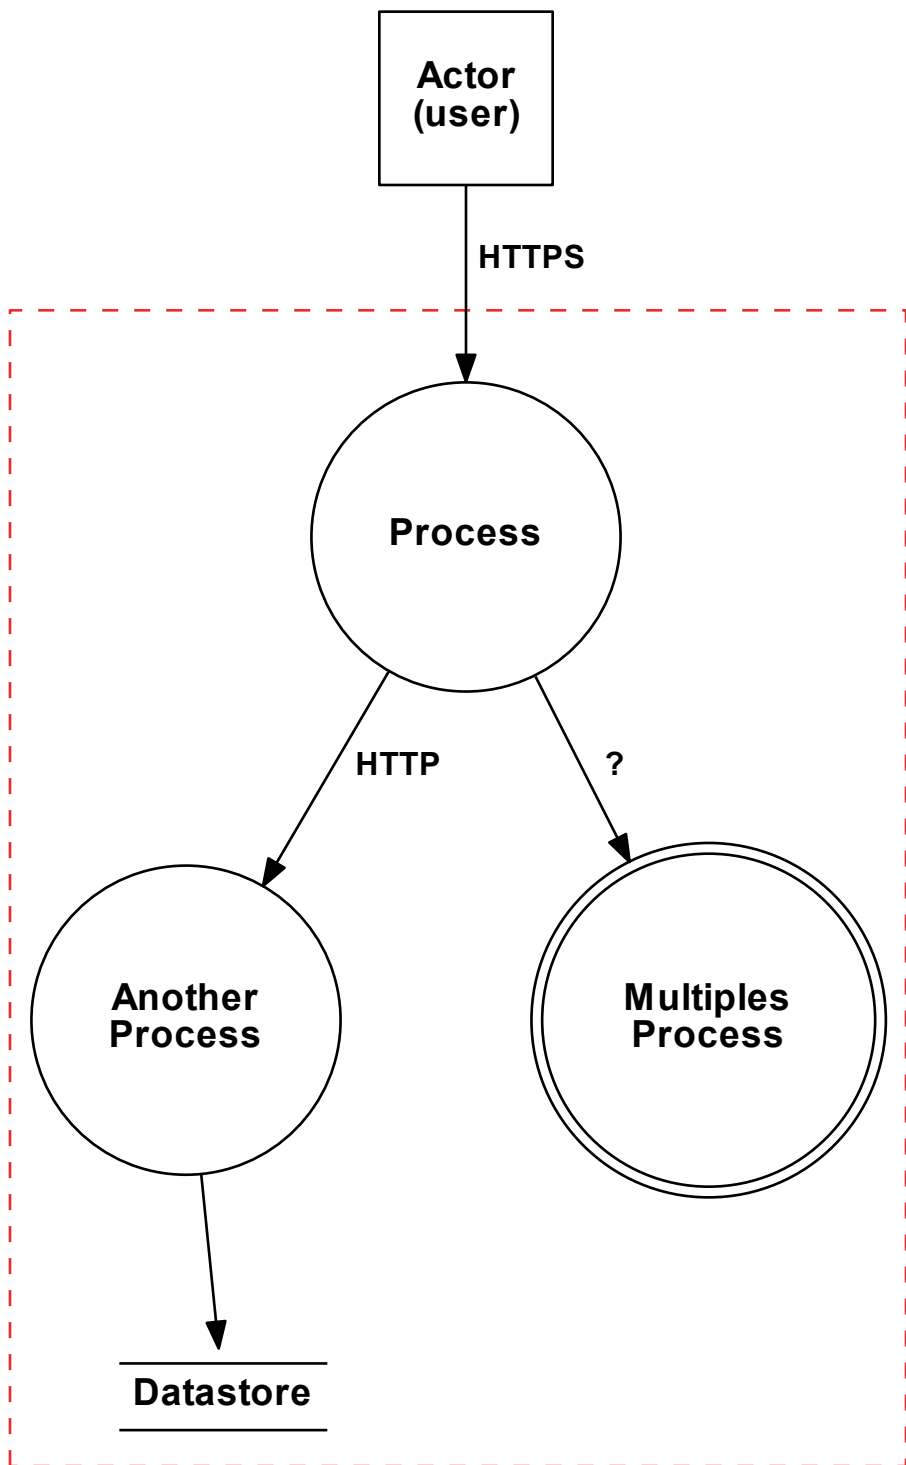 Actor
(user)
HTTPS
Process
HTTP
?
Another
Process
Multiples
Process
Datastore